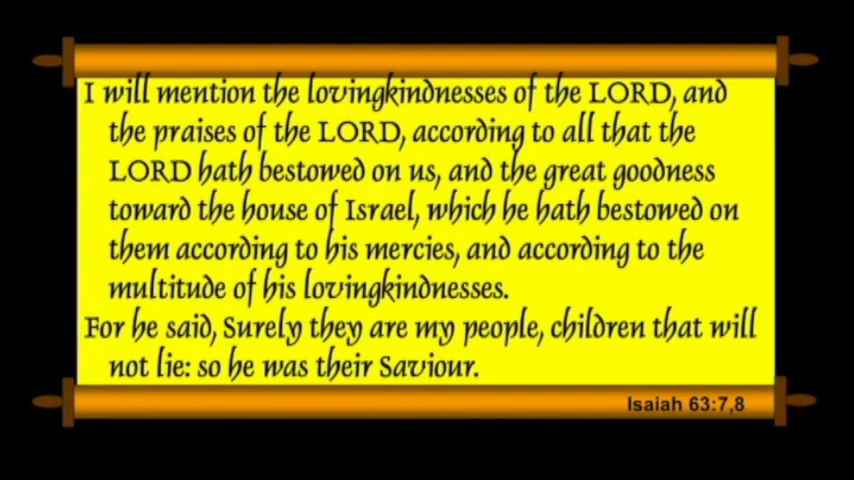 I will mention the lovingkindnesses of the LORD, and
the praises of the LORD, according to all that the
LORD hath bestowed on us, and the great goodness
toward the house of Israel, which he hath bestowed on
them according to his mercies, and according to the
multitude of his lovingkindnesses.
For he said, Surely they are my people, children that will
not lie: so he was their Saviour.
Isaiah 63:7,8